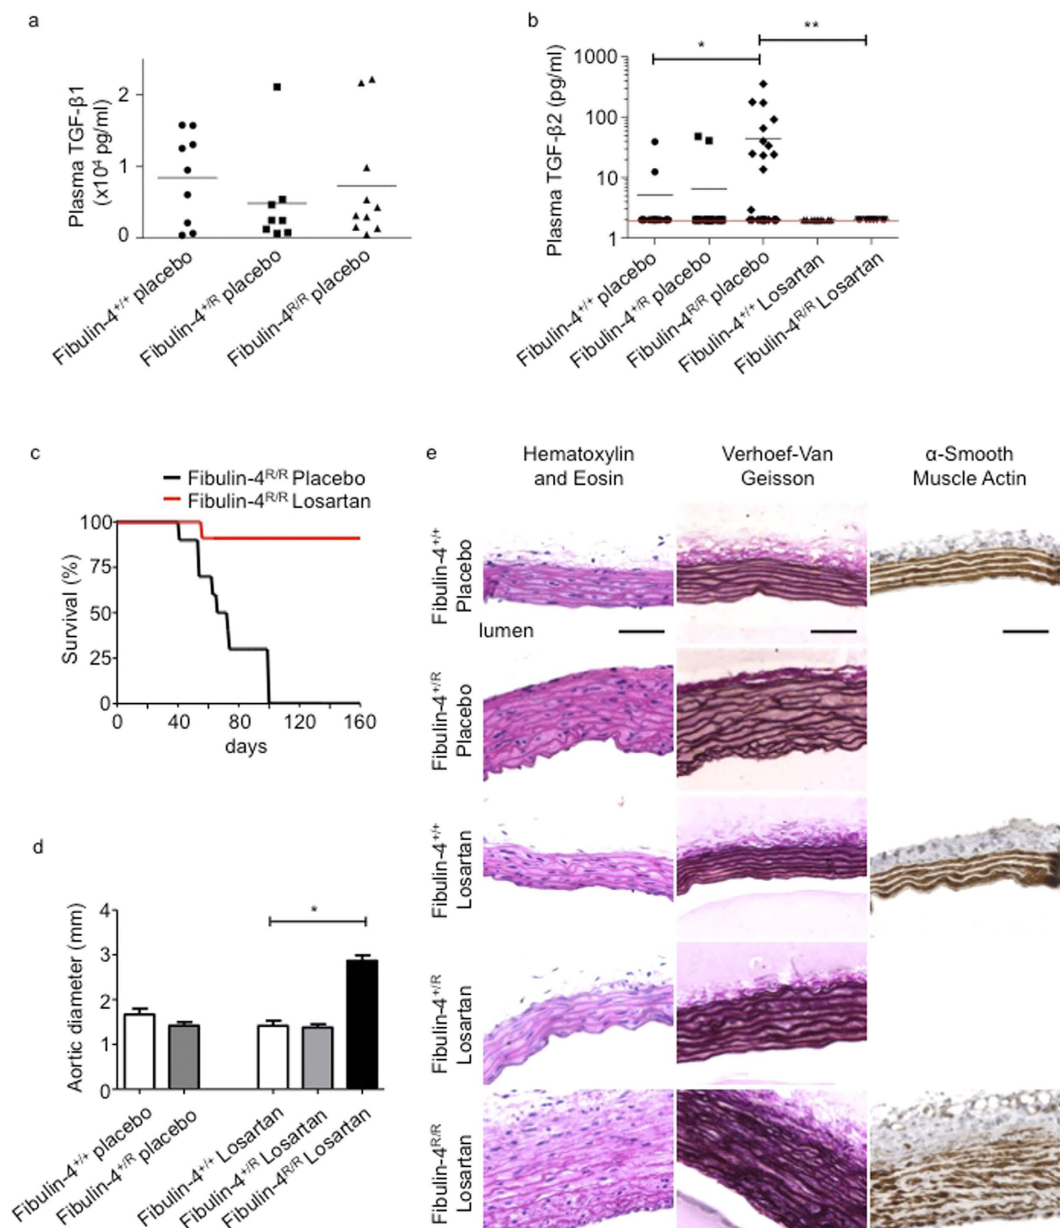 a
Plasma TGF-β1
(x10⁴ pg/ml)
2
1
0
Fibulin-4⁺/⁺ placebo
Fibulin-4⁺/ᴿ placebo
Fibulin-4ᴿ/ᴿ placebo
b
Plasma TGF-β2 (pg/ml)
1000
100
10
1
*
**
Fibulin-4⁺/⁺ placebo
Fibulin-4⁺/ᴿ placebo
Fibulin-4ᴿ/ᴿ placebo
Fibulin-4⁺/⁺ Losartan
Fibulin-4ᴿ/ᴿ Losartan
c
Fibulin-4ᴿ/ᴿ Placebo
Fibulin-4ᴿ/ᴿ Losartan
Survival (%)
100
75
50
25
0
0 40 80 120 160
days
d
Aortic diameter (mm)
4
3
2
1
0
*
Fibulin-4⁺/⁺ placebo
Fibulin-4⁺/ᴿ placebo
Fibulin-4⁺/⁺ Losartan
Fibulin-4⁺/ᴿ Losartan
Fibulin-4ᴿ/ᴿ Losartan
e
Hematoxylin
and Eosin
Verhoef-Van
Geisson
α-Smooth
Muscle Actin
Fibulin-4⁺/⁺
Placebo
lumen
Fibulin-4⁺/ᴿ
Placebo
Fibulin-4⁺/⁺
Losartan
Fibulin-4⁺/ᴿ
Losartan
Fibulin-4ᴿ/ᴿ
Losartan